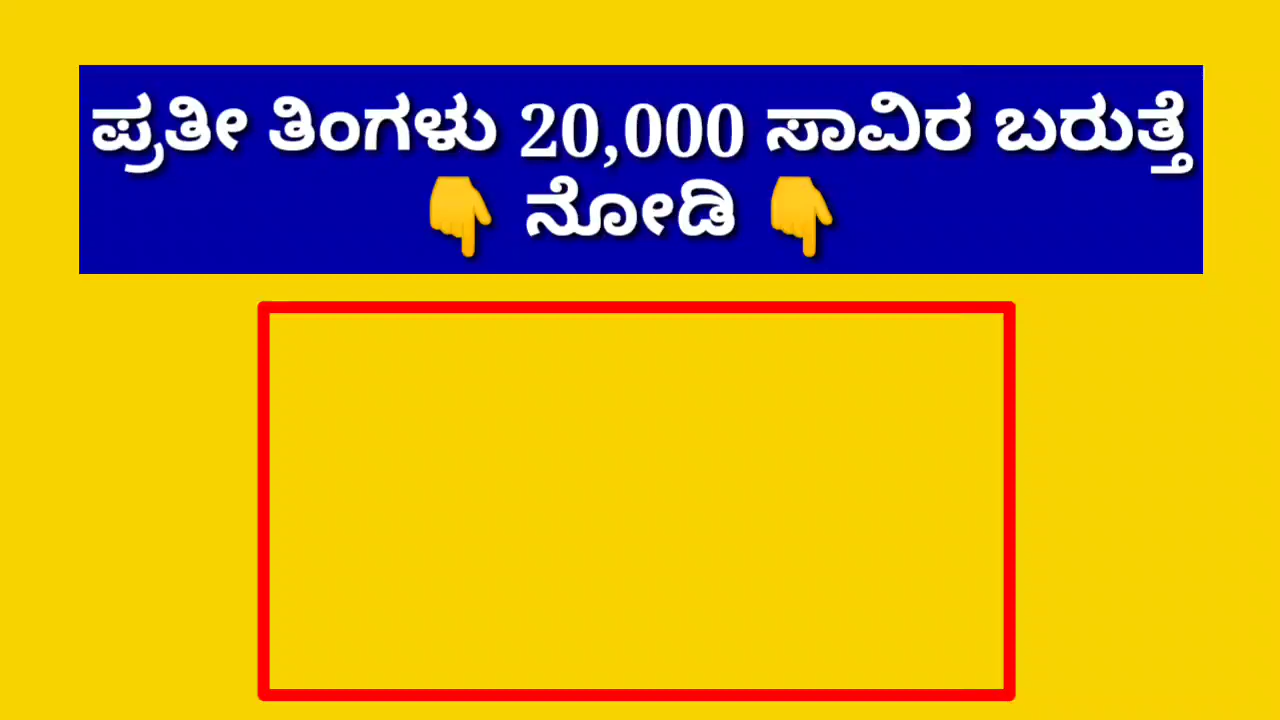 ಪ್ರತೀ ತಿಂಗಳು 20,000 ಸಾವಿರ ಬರುತ್ತೆ
👇 ನೋಡಿ 👇